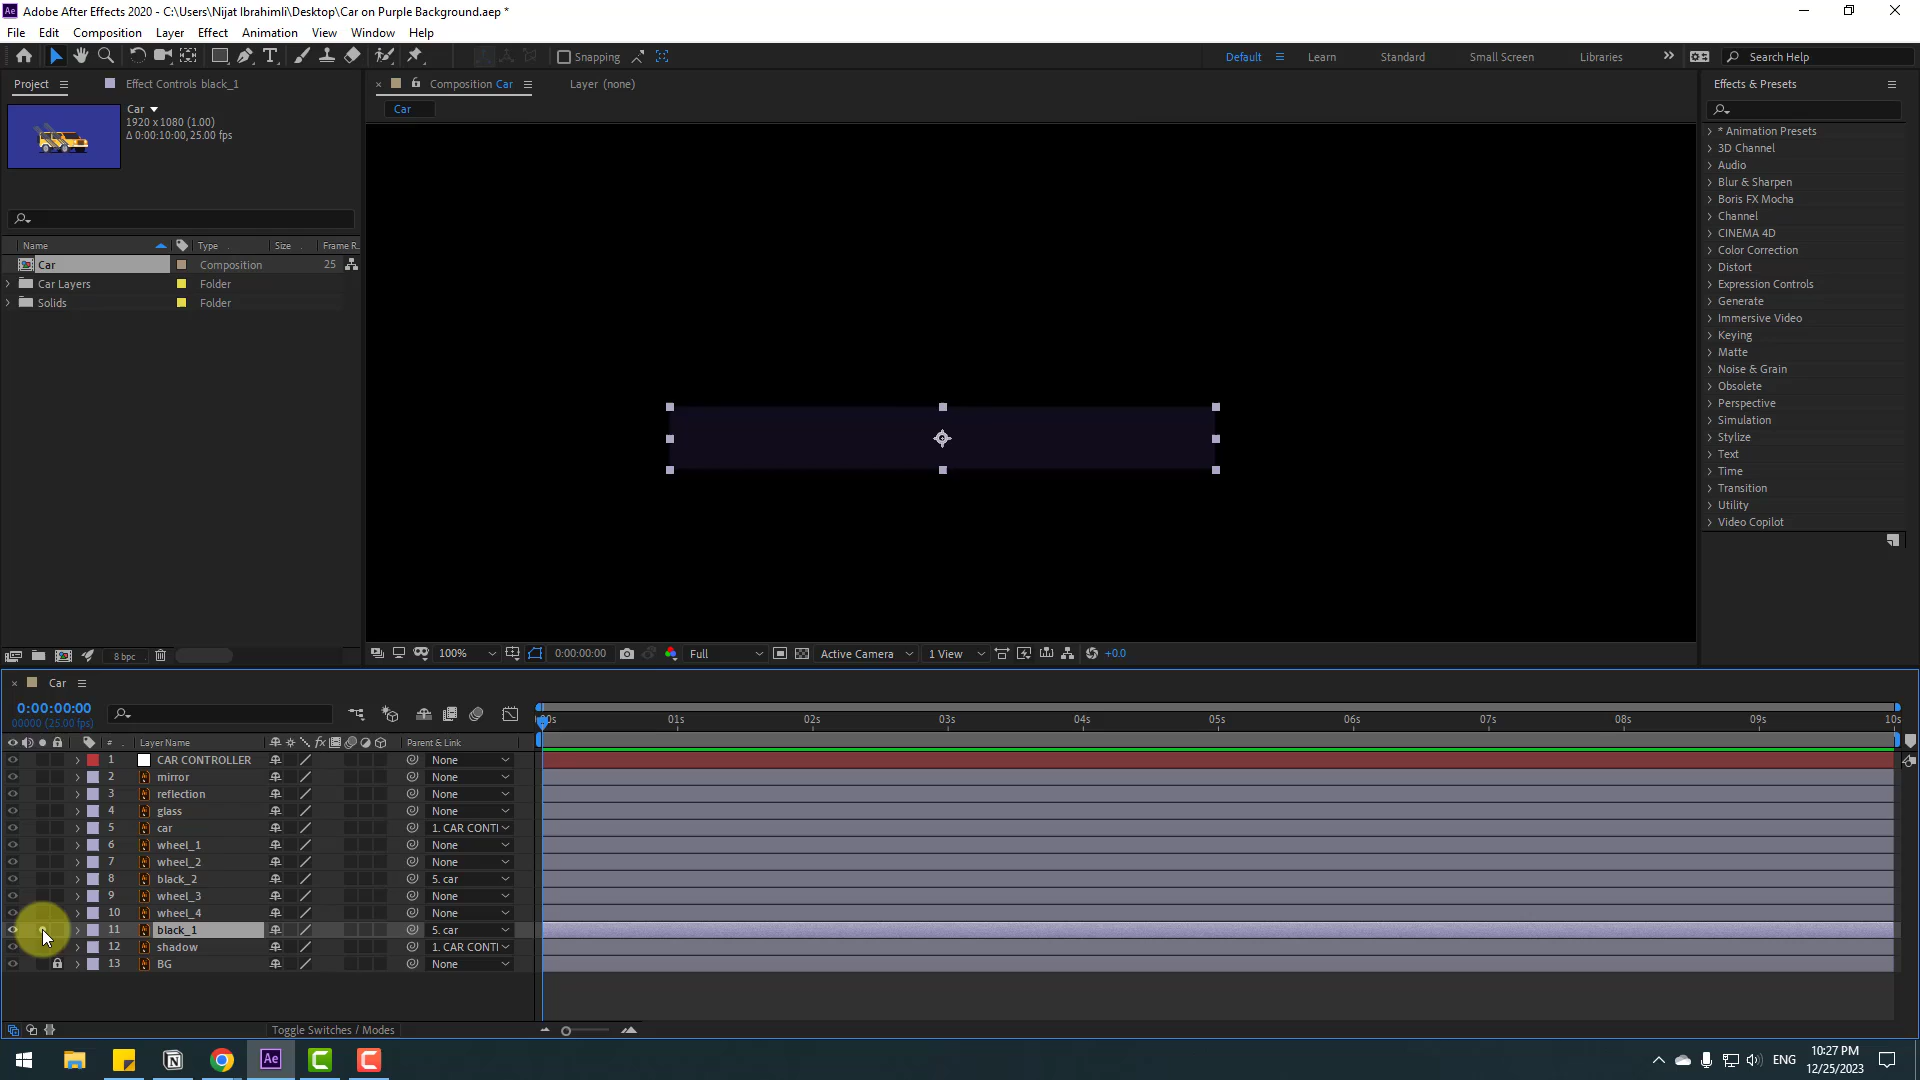 Adobe After Effects 2020 - C:\Users\Nijat Ibrahimli\Desktop\Car on Purple Background.aep *
File Edit Composition Layer Effect Animation View Window Help
Snapping Default Learn Standard Small Screen Libraries Search Help
Project Effect Controls black_1 Composition Car Layer (none) Effects & Presets
Car
1920 x 1080 (1.00)
Δ 0:00:10:00, 25.00 fps
Car
Name Type Size Frame R...
Car Composition 25
Car Layers Folder
Solids Folder
* Animation Presets
3D Channel
Audio
Blur & Sharpen
Boris FX Mocha
Channel
CINEMA 4D
Color Correction
Distort
Expression Controls
Generate
Immersive Video
Keying
Matte
Noise & Grain
Obsolete
Perspective
Simulation
Stylize
Text
Time
Transition
Utility
Video Copilot
8 bpc 100% 0:00:00:00 Full Active Camera 1 View +0.0
Car
0:00:00:00
00000 (25.00 fps)
:00s 01s 02s 03s 04s 05s 06s 07s 08s 09s 10s
# Layer Name fx Parent & Link
1 CAR CONTROLLER None
2 mirror None
3 reflection None
4 glass None
5 car 1. CAR CONTI
6 wheel_1 None
7 wheel_2 None
8 black_2 5. car
9 wheel_3 None
10 wheel_4 None
11 black_1 5. car
12 shadow 1. CAR CONTI
13 BG None
Toggle Switches / Modes
Ae ENG 10:27 PM
12/25/2023